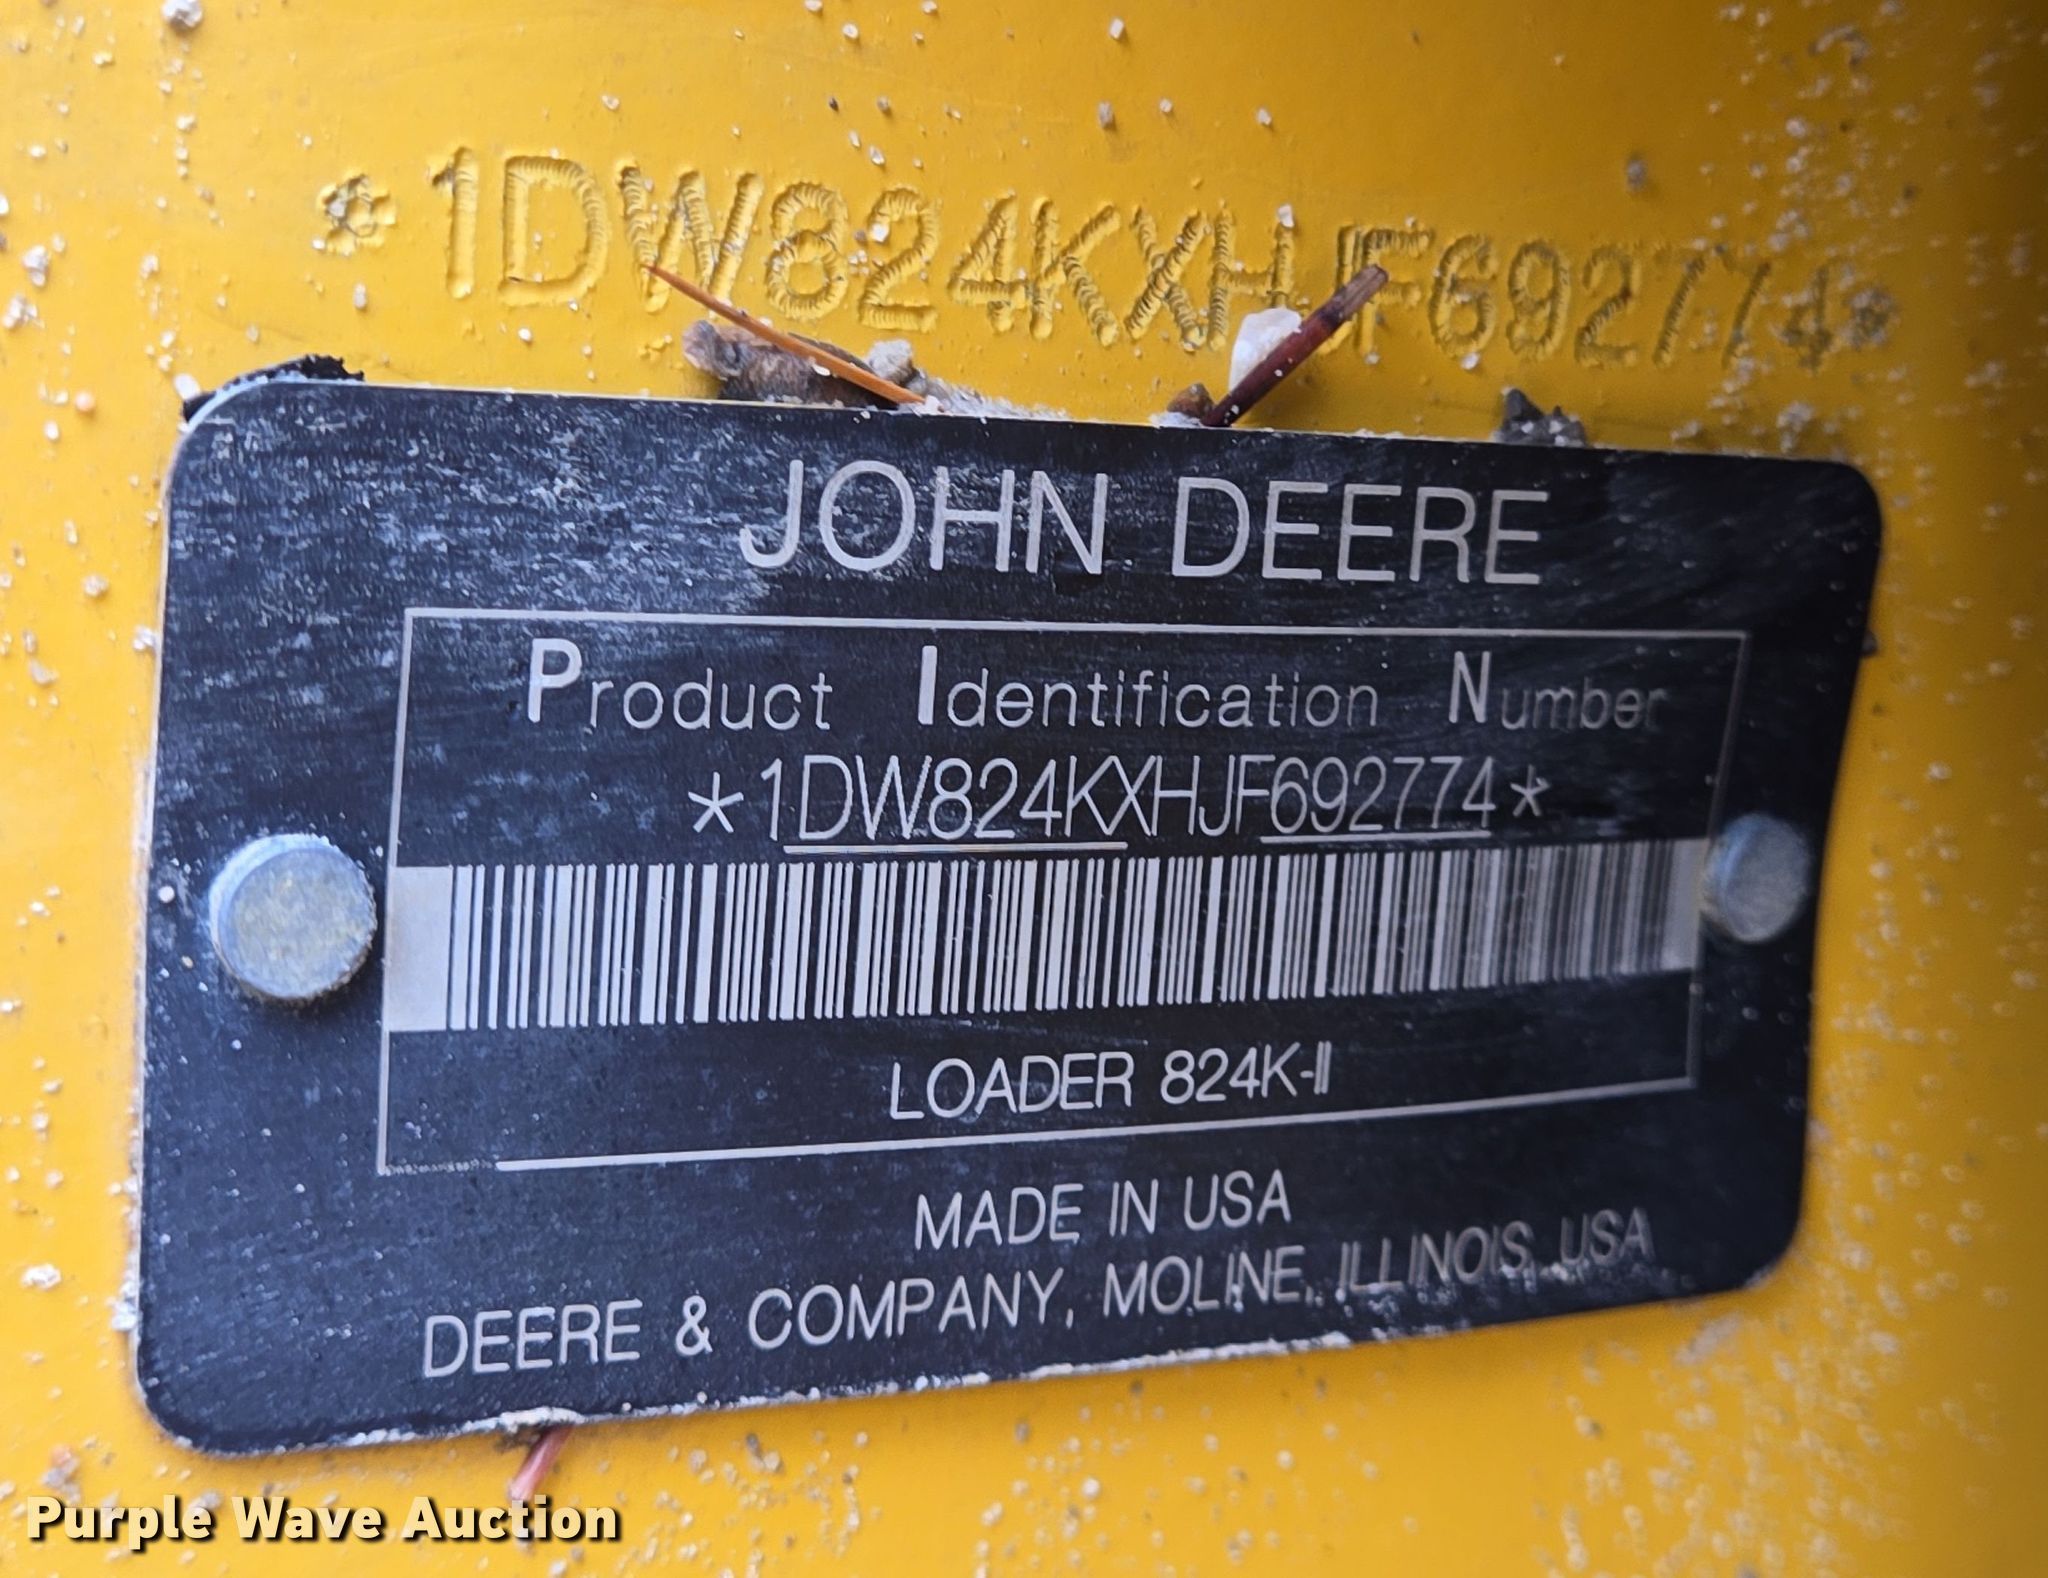 *1DW824KXHJF692774*
JOHN DEERE
Product Identification Number
*1DW824KXHJF692774*
LOADER 824K-II
MADE IN USA
DEERE & COMPANY, MOLINE, ILLINOIS, USA
Purple Wave Auction